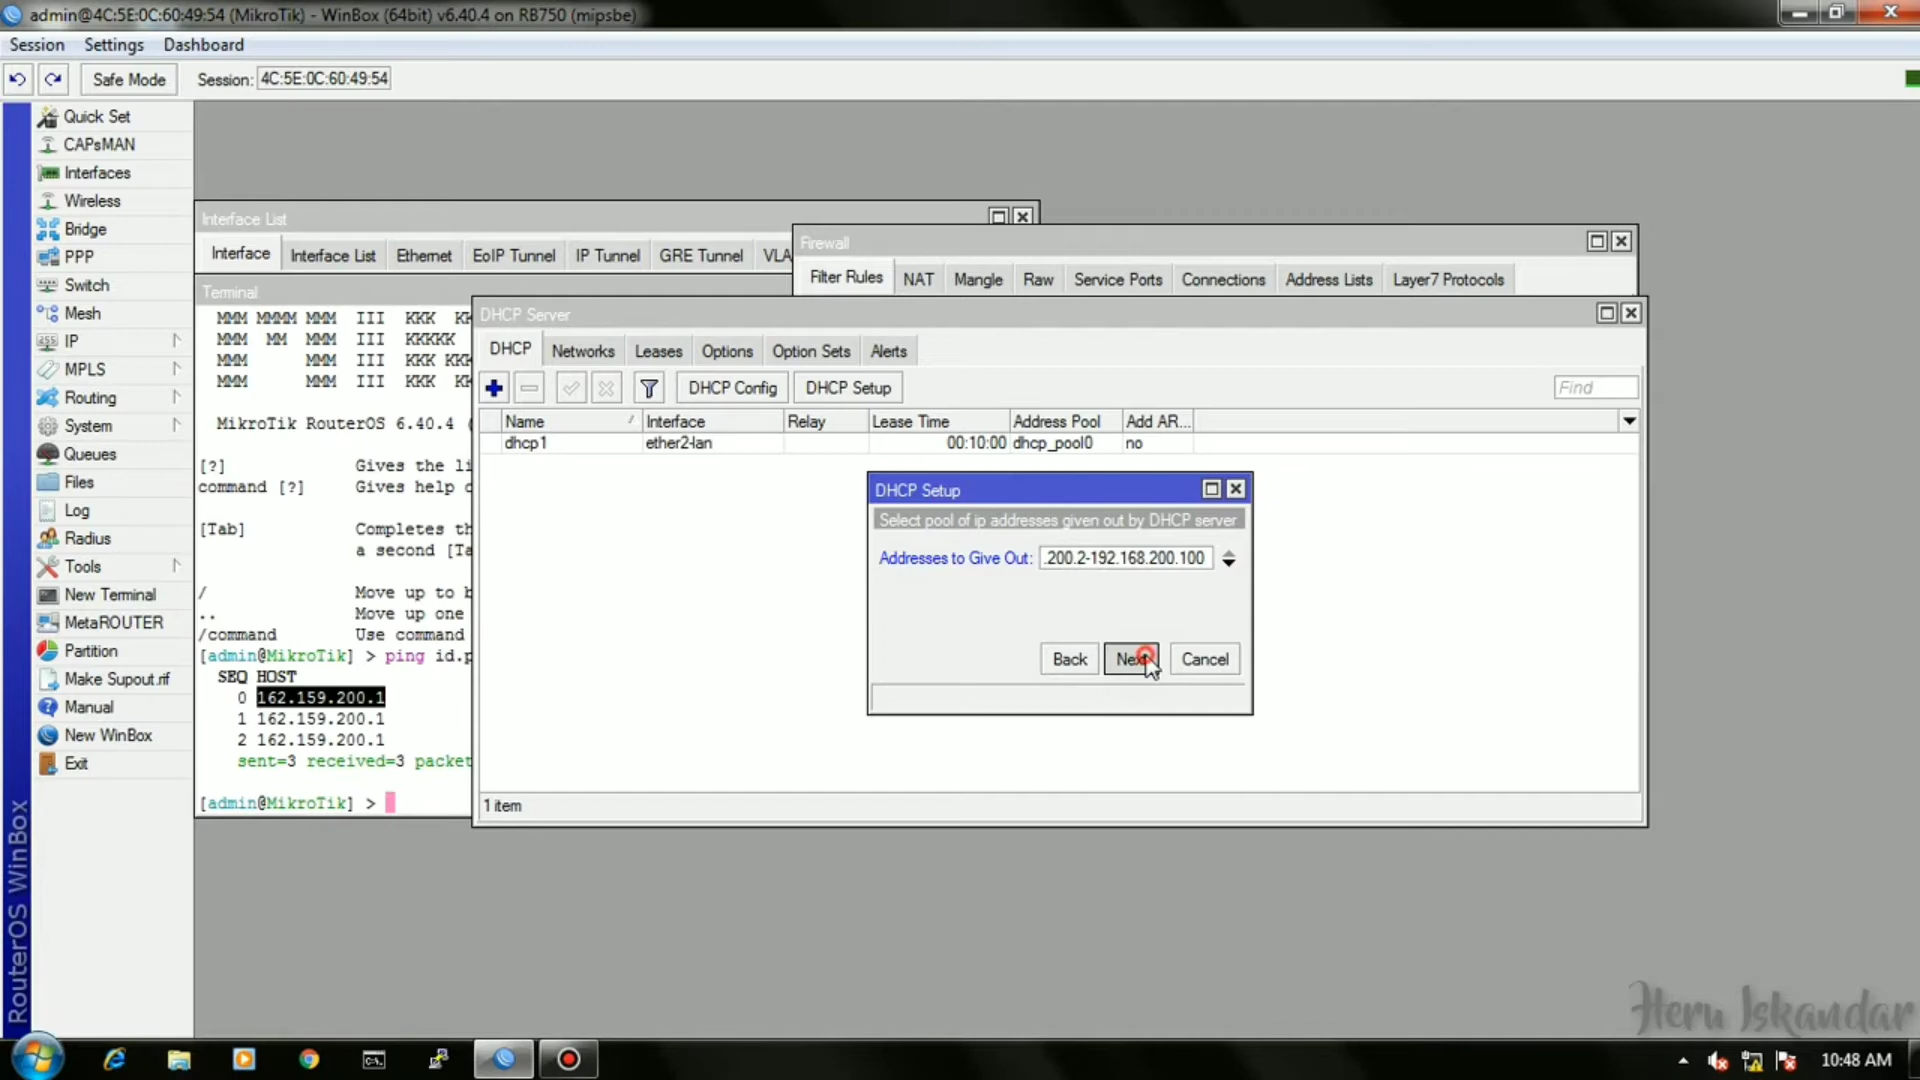 admin@4C:5E:0C:60:49:54 (MikroTik) - WinBox (64bit) v6.40.4 on RB750 (mipsbe)
Session Settings Dashboard
Safe Mode Session: 4C:5E:0C:60:49:54
Quick Set
CAPsMAN
Interfaces
Wireless
Bridge
PPP
Switch
Mesh
IP
MPLS
Routing
System
Queues
Files
Log
Radius
Tools
New Terminal
MetaROUTER
Partition
Make Supout.rif
Manual
New WinBox
Exit
RouterOS WinBox
Interface List
Interface Interface List Ethernet EoIP Tunnel IP Tunnel GRE Tunnel VLA
Firewall
Filter Rules NAT Mangle Raw Service Ports Connections Address Lists Layer7 Protocols
Terminal
MMM MMMM MMM III KKK KK
MMM MM MMM III KKKKK
MMM MMM III KKK KKK
MMM MMM III KKK KK
MikroTik RouterOS 6.40.4 (
[?] Gives the li
command [?] Gives help o
[Tab] Completes th
a second [Ta
/ Move up to b
.. Move up one
/command Use command
[admin@MikroTik] > ping id.p
SEQ HOST
0 162.159.200.1
1 162.159.200.1
2 162.159.200.1
sent=3 received=3 packet
[admin@MikroTik] >
DHCP Server
DHCP Networks Leases Options Option Sets Alerts
DHCP Config DHCP Setup Find
Name Interface Relay Lease Time Address Pool Add AR...
dhcp1 ether2-lan 00:10:00 dhcp_pool0 no
1 item
DHCP Setup
Select pool of ip addresses given out by DHCP server
Addresses to Give Out: .200.2-192.168.200.100
Back Next Cancel
Heru Iskandar
10:48 AM